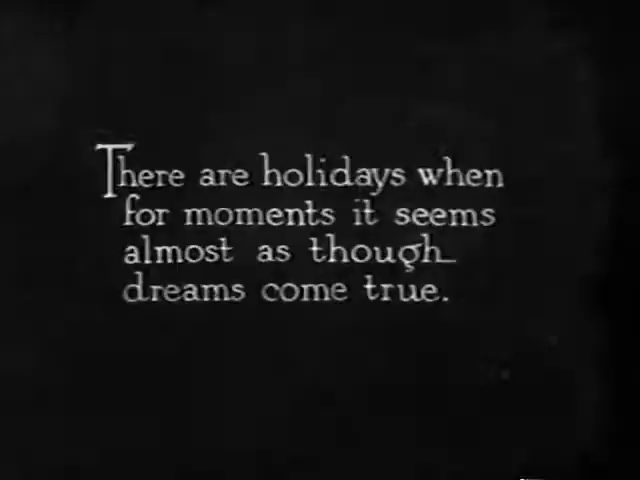 There are holidays when
for moments it seems
almost as though
dreams come true.